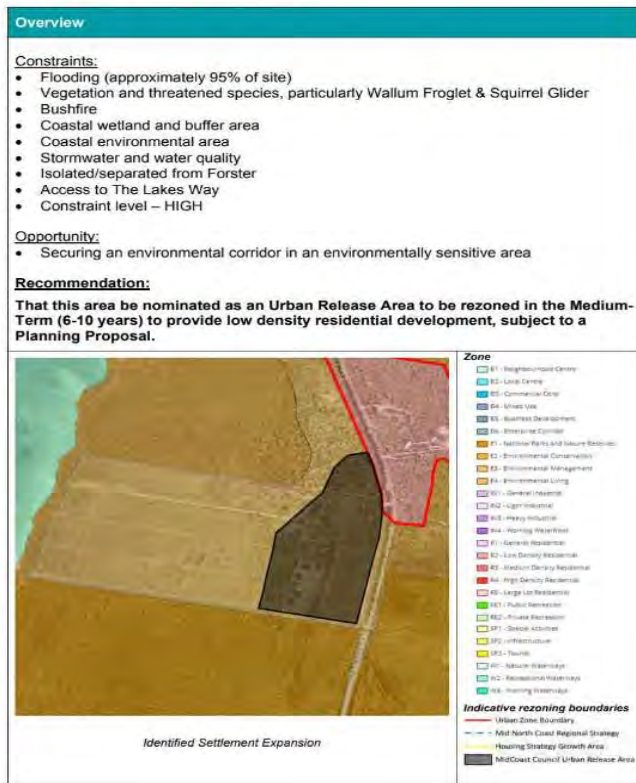 Overview
Constraints:
• Flooding (approximately 95% of site)
• Vegetation and threatened species, particularly Wallum Froglet & Squirrel Glider
• Bushfire
• Coastal wetland and buffer area
• Coastal environmental area
• Stormwater and water quality
• Isolated/separated from Forster
• Access to The Lakes Way
• Constraint level – HIGH
Opportunity:
• Securing an environmental corridor in an environmentally sensitive area
Recommendation:
That this area be nominated as an Urban Release Area to be rezoned in the Medium-
Term (6-10 years) to provide low density residential development, subject to a
Planning Proposal.
Identified Settlement Expansion
Zone
B1 - Neighbourhood Centre
B2 - Local Centre
B3 - Commercial Core
B4 - Mixed Use
B5 - Business Development
B6 - Enterprise Corridor
E1 - National Parks and Nature Reserves
E2 - Environmental Conservation
E3 - Environmental Management
E4 - Environmental Living
IN1 - General Industrial
IN2 - Light Industrial
IN3 - Heavy Industrial
IN4 - Working Waterfront
R1 - General Residential
R2 - Low Density Residential
R3 - Medium Density Residential
R4 - High Density Residential
R5 - Large Lot Residential
RE1 - Public Recreation
RE2 - Private Recreation
SP1 - Special Activities
SP2 - Infrastructure
SP3 - Tourist
W1 - Natural Waterways
W2 - Recreational Waterways
W3 - Working Waterways
Indicative rezoning boundaries
Urban Zone Boundary
Mid North Coast Regional Strategy
Housing Strategy Growth Area
MidCoast Council Urban Release Area